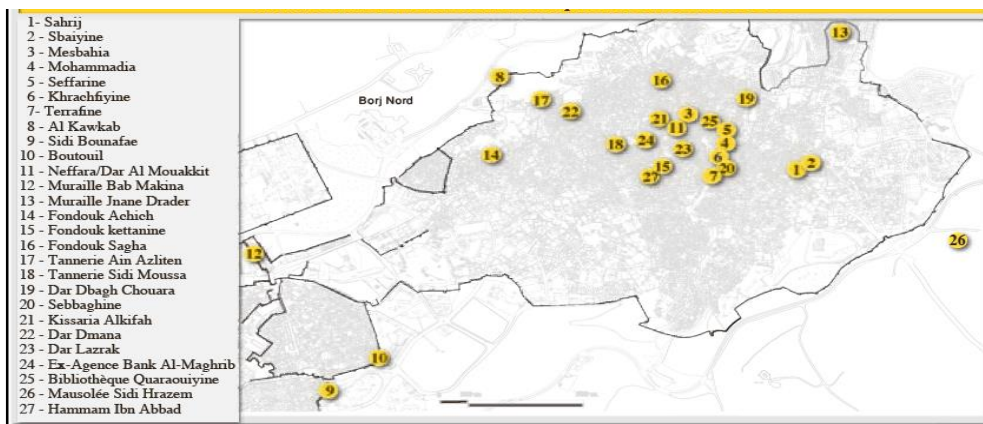 1- Sahrij
2 - Sbaiyine
3 - Mesbahia
4 - Mohammadia
5 - Seffarine
6 - Khrachfiyine
7- Terrafine
8 - Al Kawkab
9 - Sidi Bounafae
10 - Boutouil
11 - Neffara/Dar Al Mouakkit
12 - Muraille Bab Makina
13 - Muraille Jnane Drader
14 - Fondouk Achich
15 - Fondouk kettanine
16 - Fondouk Sagha
17 - Tannerie Ain Azliten
18 - Tannerie Sidi Moussa
19 - Dar Dbagh Chouara
20 - Sebbaghine
21 - Kissaria Alkifah
22 - Dar Dmana
23 - Dar Lazrak
24 - Ex-Agence Bank Al-Maghrib
25 - Bibliothèque Quaraouiyine
26 - Mausolée Sidi Hrazem
27 - Hammam Ibn Abbad
13
8
16
Borj Nord
17
19
22
3
21
25
11
5
24
4
18
23
14
6
2
15
20
1
27
7
26
12
10
9